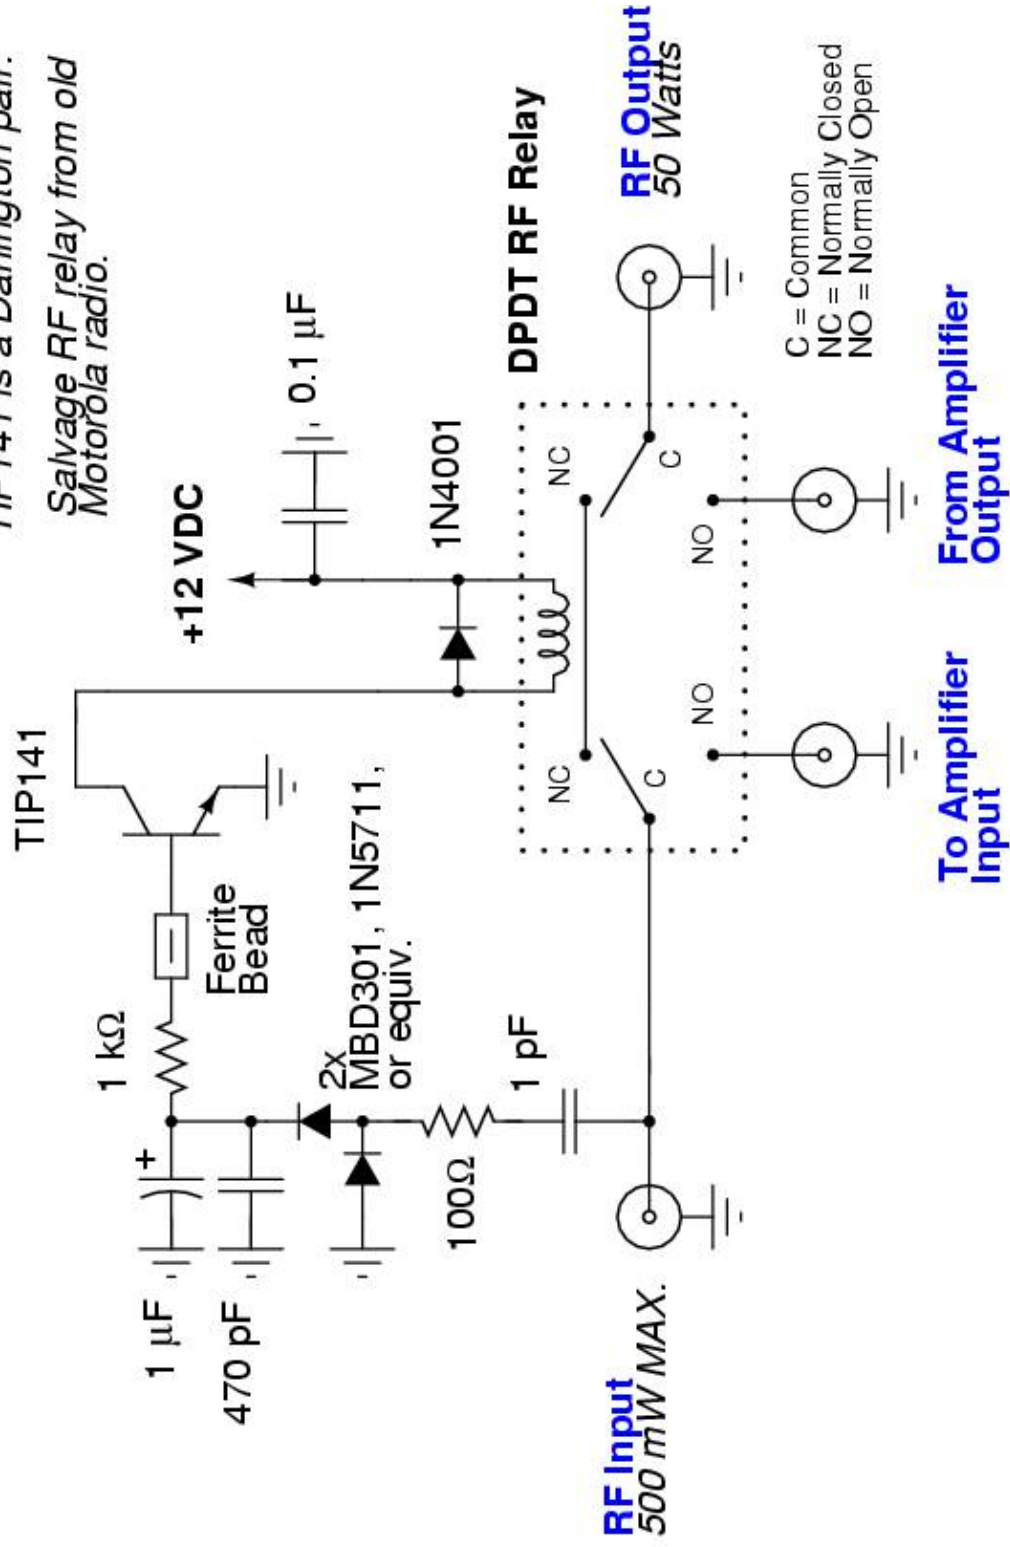 TIP141 is a Darlington pair.
Salvage RF relay from old
Motorola radio.
TIP141
+12 VDC
0.1 µF
1N4001
1 kΩ
Ferrite
Bead
1 µF
+
470 pF
2x
MBD301, 1N5711,
or equiv.
100Ω
1 pF
DPDT RF Relay
NC
NC
C
C
NO
NO
RF Input
500 mW MAX.
RF Output
50 Watts
C = Common
NC = Normally Closed
NO = Normally Open
To Amplifier
Input
From Amplifier
Output